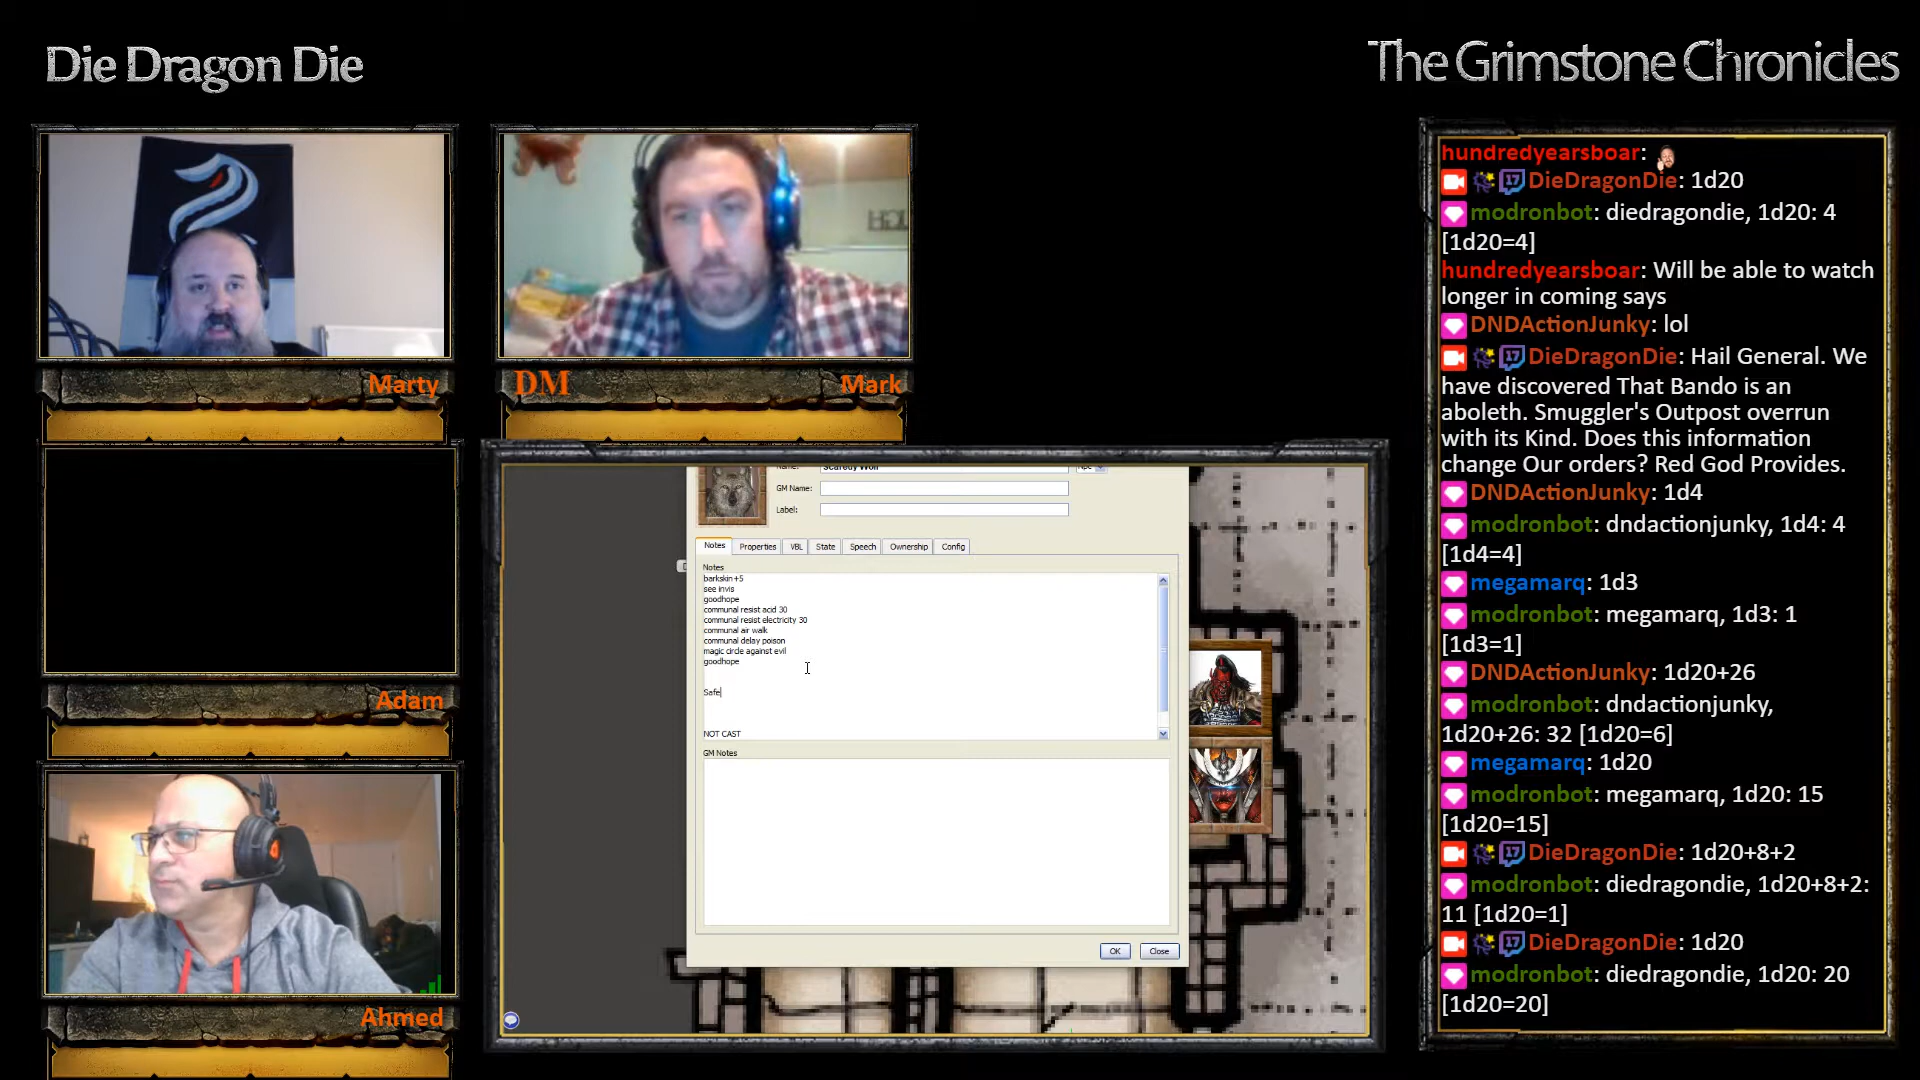 Die Dragon Die
The Grimstone Chronicles
Marty
DM
Mark
Adam
Ahmed
Name:
Scaredy Wolf
GM Name:
Label:
Notes
Properties
VBL
State
Speech
Ownership
Config
Notes
barkskin+5
see invis
goodhope
communal resist acid 30
communal resist electricity 30
communal air walk
communal delay poison
magic circle against evil
goodhope
Safe
NOT CAST
GM Notes
OK
Close
hundredyearsboar:
DieDragonDie: 1d20
modronbot: diedragondie, 1d20: 4
[1d20=4]
hundredyearsboar: Will be able to watch
longer in coming says
DNDActionJunky: lol
DieDragonDie: Hail General. We
have discovered That Bando is an
aboleth. Smuggler's Outpost overrun
with its Kind. Does this information
change Our orders? Red God Provides.
DNDActionJunky: 1d4
modronbot: dndactionjunky, 1d4: 4
[1d4=4]
megamarq: 1d3
modronbot: megamarq, 1d3: 1
[1d3=1]
DNDActionJunky: 1d20+26
modronbot: dndactionjunky,
1d20+26: 32 [1d20=6]
megamarq: 1d20
modronbot: megamarq, 1d20: 15
[1d20=15]
DieDragonDie: 1d20+8+2
modronbot: diedragondie, 1d20+8+2:
11 [1d20=1]
DieDragonDie: 1d20
modronbot: diedragondie, 1d20: 20
[1d20=20]